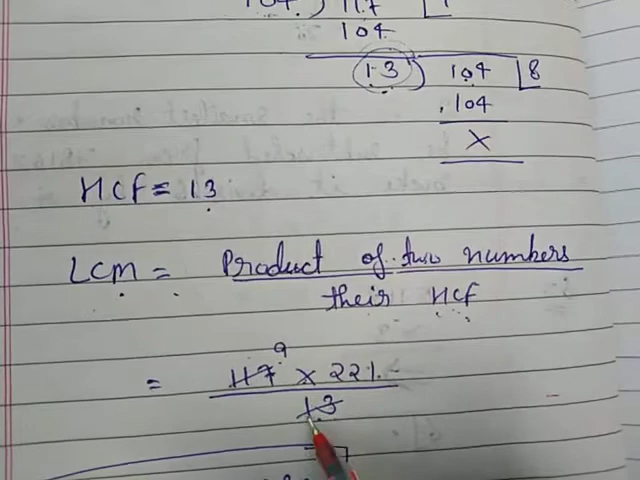 104 ) 117 1
104
13 ) 104 8
104
X
HCF = 13
LCM = Product of two numbers
their HCF
9
= 117 X 221
13